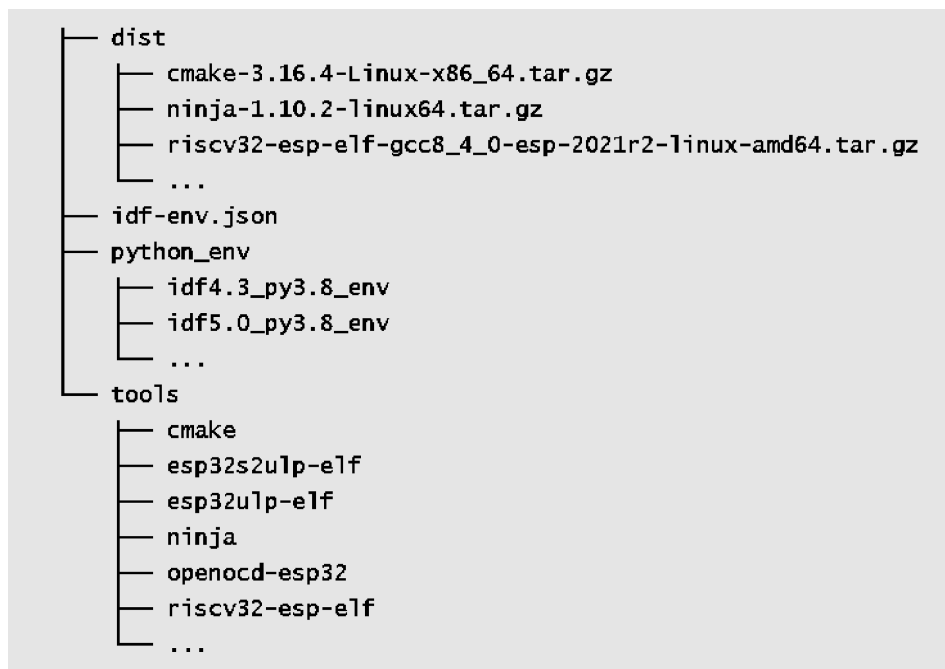 ├── dist
│   ├── cmake-3.16.4-Linux-x86_64.tar.gz
│   ├── ninja-1.10.2-linux64.tar.gz
│   ├── riscv32-esp-elf-gcc8_4_0-esp-2021r2-linux-amd64.tar.gz
│   └── ...
├── idf-env.json
├── python_env
│   ├── idf4.3_py3.8_env
│   ├── idf5.0_py3.8_env
│   └── ...
└── tools
    ├── cmake
    ├── esp32s2ulp-elf
    ├── esp32ulp-elf
    ├── ninja
    ├── openocd-esp32
    ├── riscv32-esp-elf
    └── ...